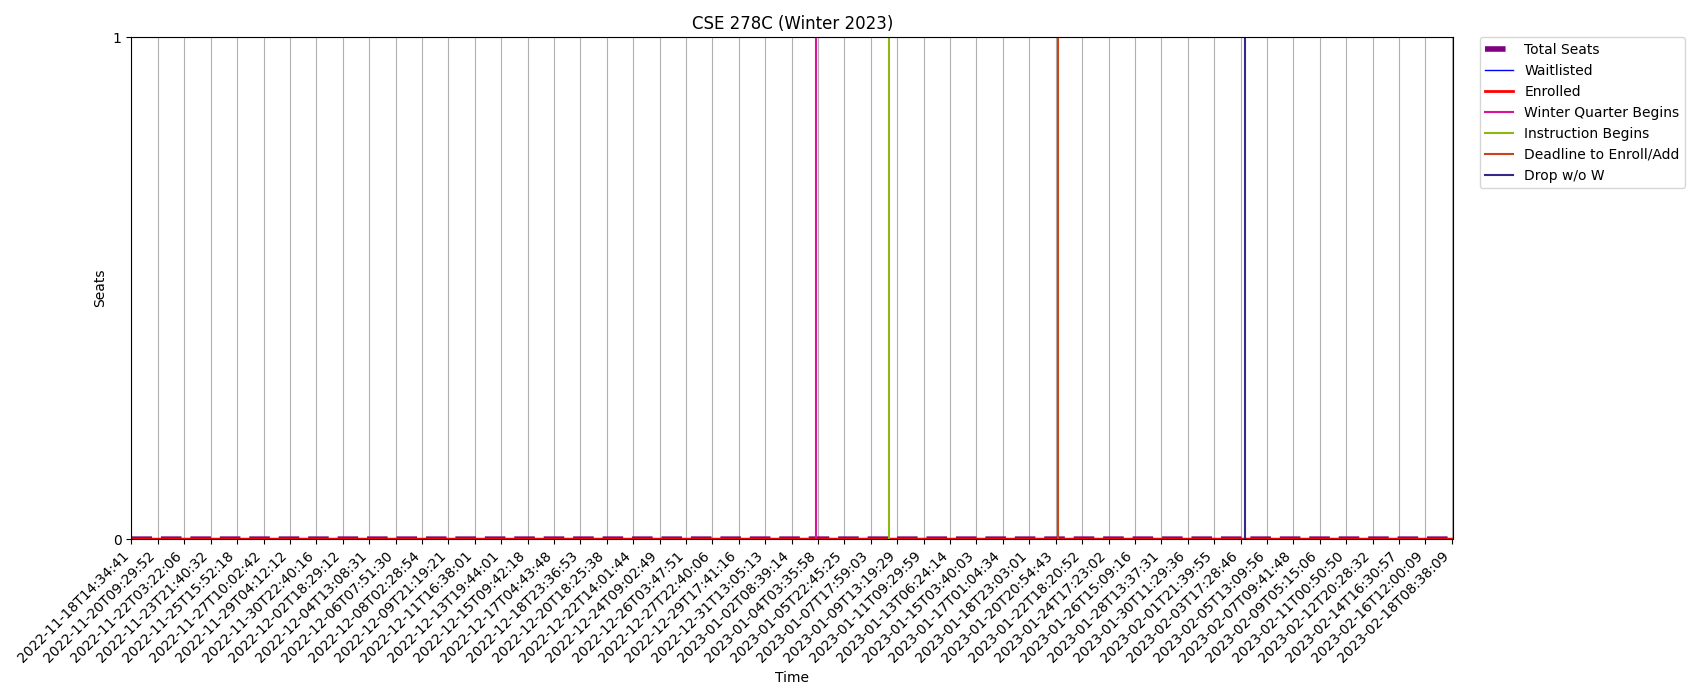 CSE 278C (Winter 2023)
1
0
Seats
Total Seats
Waitlisted
Enrolled
Winter Quarter Begins
Instruction Begins
Deadline to Enroll/Add
Drop w/o W
2022-11-18T14:34:41
2022-11-20T09:29:52
2022-11-22T03:22:06
2022-11-23T21:40:32
2022-11-25T15:52:18
2022-11-27T10:02:42
2022-11-29T04:12:12
2022-11-30T22:40:16
2022-12-02T18:29:12
2022-12-04T13:08:31
2022-12-06T07:51:30
2022-12-08T02:28:54
2022-12-09T21:19:21
2022-12-11T16:38:01
2022-12-13T19:44:01
2022-12-15T09:42:18
2022-12-17T04:43:48
2022-12-18T23:36:53
2022-12-20T18:25:38
2022-12-22T14:01:44
2022-12-24T09:02:49
2022-12-26T03:47:51
2022-12-27T22:40:06
2022-12-29T17:41:16
2022-12-31T13:05:13
2023-01-02T08:39:14
2023-01-04T03:35:58
2023-01-05T22:45:25
2023-01-07T17:59:03
2023-01-09T13:19:29
2023-01-11T09:29:59
2023-01-13T06:24:14
2023-01-15T03:40:03
2023-01-17T01:04:34
2023-01-18T23:03:01
2023-01-20T20:54:43
2023-01-22T18:20:52
2023-01-24T17:23:02
2023-01-26T15:09:16
2023-01-28T13:37:31
2023-01-30T11:29:36
2023-02-01T21:39:55
2023-02-03T17:28:46
2023-02-05T13:09:56
2023-02-07T09:41:48
2023-02-09T05:15:06
2023-02-11T00:50:50
2023-02-12T20:28:32
2023-02-14T16:30:57
2023-02-16T12:00:09
2023-02-18T08:38:09
Time